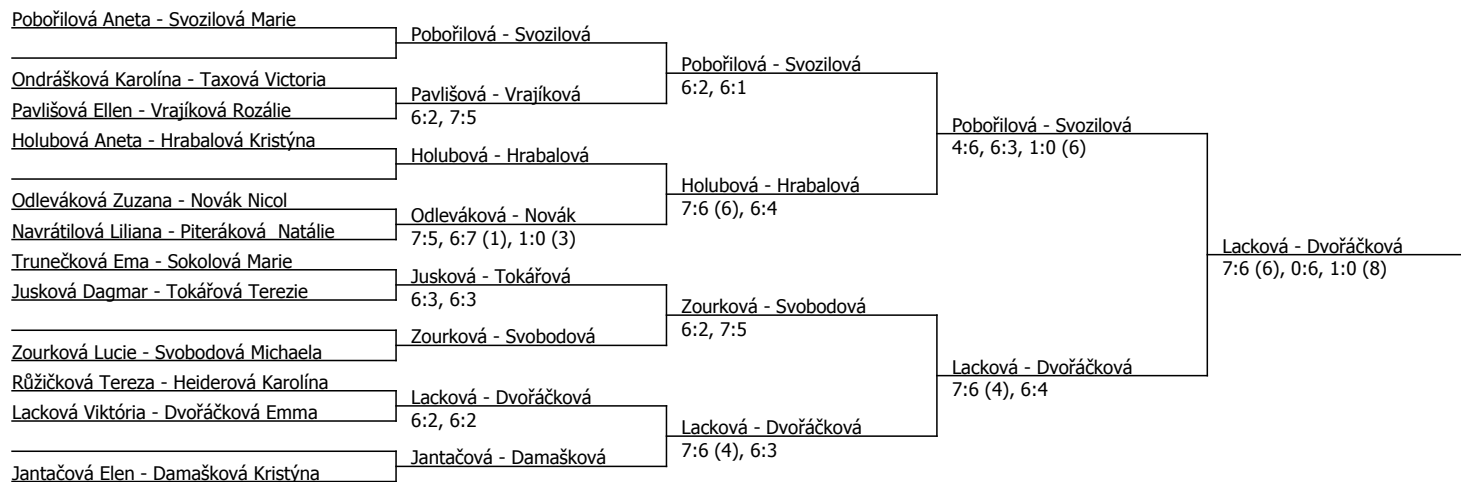 Pobořilová Aneta - Svozilová Marie
Ondrášková Karolína - Taxová Victoria
Pavlišová Ellen - Vrajíková Rozálie
Holubová Aneta - Hrabalová Kristýna
Odleváková Zuzana - Novák Nicol
Navrátilová Liliana - Piteráková  Natálie
Trunečková Ema - Sokolová Marie
Jusková Dagmar - Tokářová Terezie
Zourková Lucie - Svobodová Michaela
Růžičková Tereza - Heiderová Karolína
Lacková Viktória - Dvořáčková Emma
Jantačová Elen - Damašková Kristýna
Pobořilová - Svozilová
Pavlišová - Vrajíková
6:2, 7:5
Holubová - Hrabalová
Odleváková - Novák
7:5, 6:7 (1), 1:0 (3)
Jusková - Tokářová
6:3, 6:3
Zourková - Svobodová
Lacková - Dvořáčková
6:2, 6:2
Jantačová - Damašková
Pobořilová - Svozilová
6:2, 6:1
Holubová - Hrabalová
7:6 (6), 6:4
Zourková - Svobodová
6:2, 7:5
Lacková - Dvořáčková
7:6 (4), 6:3
Pobořilová - Svozilová
4:6, 6:3, 1:0 (6)
Lacková - Dvořáčková
7:6 (4), 6:4
Lacková - Dvořáčková
7:6 (6), 0:6, 1:0 (8)